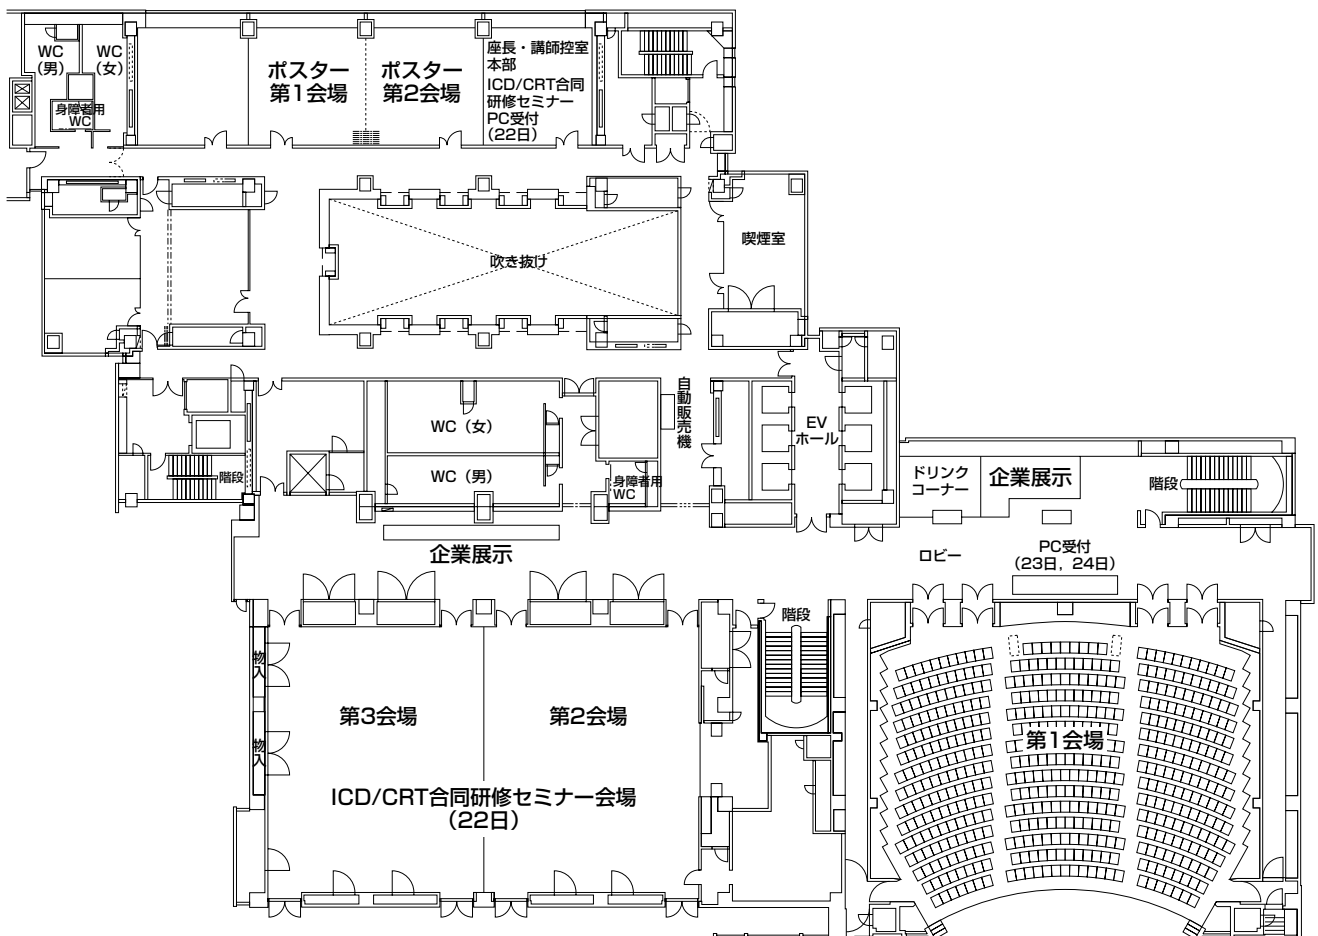 WC
（男）
WC
（女）
身障者用
WC
ポスター
第1会場
ポスター
第2会場
座長・講師控室
本部
ICD/CRT合同
研修セミナー
PC受付
（22日）
喫煙室
吹き抜け
自動販売機
WC（女）
WC（男）
身障者用
WC
階段
EV
ホール
ドリンク
コーナー
企業展示
階段
企業展示
ロビー
PC受付
（23日，24日）
階段
物入
物入
第3会場
第2会場
第1会場
ICD/CRT合同研修セミナー会場
（22日）